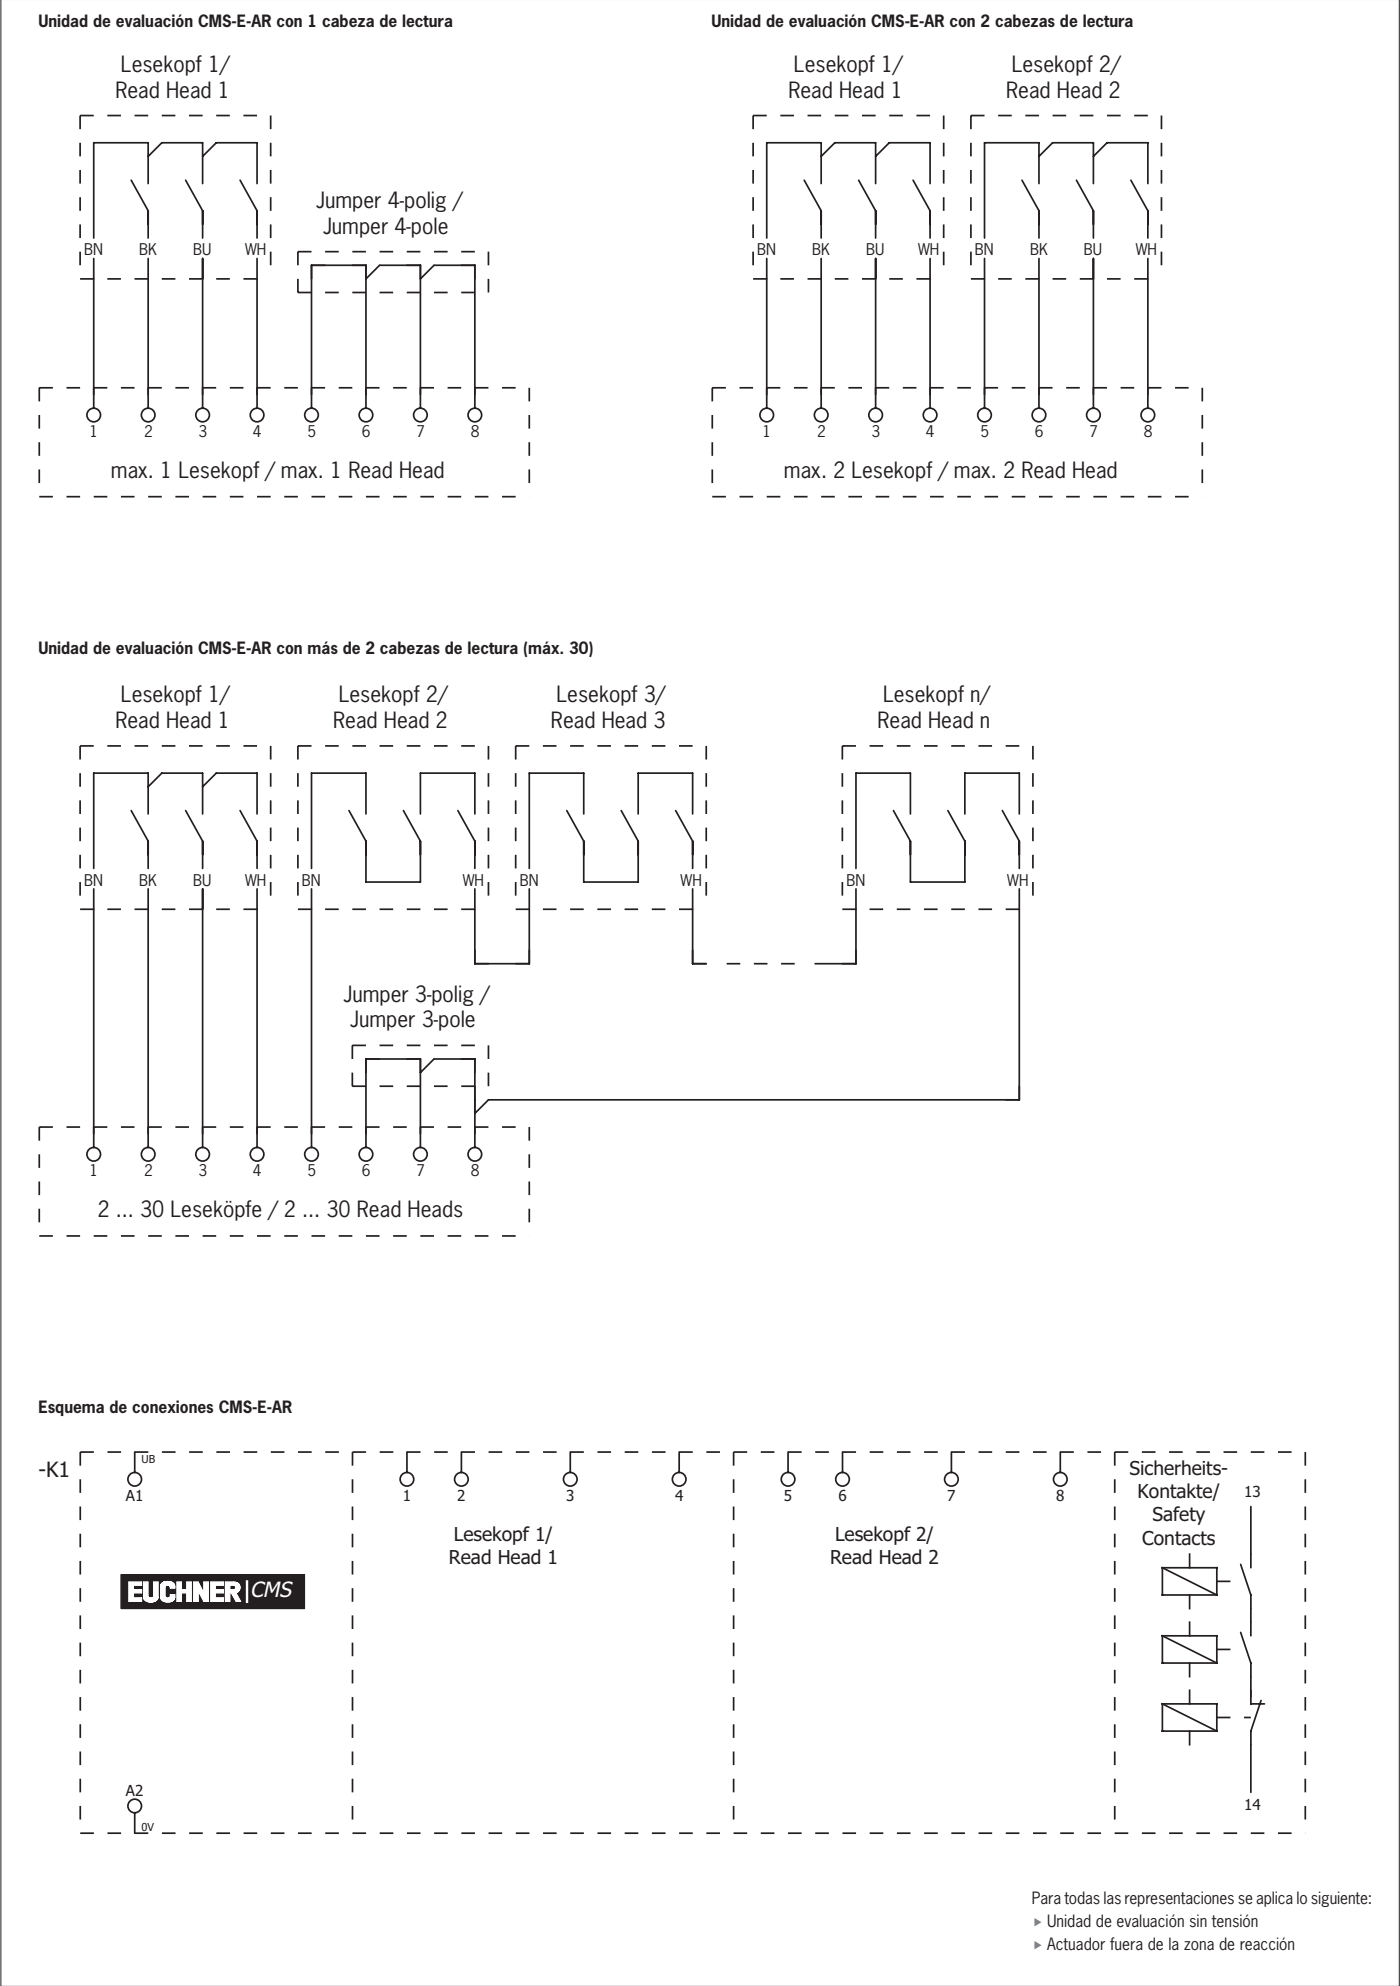 Unidad de evaluación CMS-E-AR con 1 cabeza de lectura
Unidad de evaluación CMS-E-AR con 2 cabezas de lectura
Lesekopf 1/
Read Head 1
Jumper 4-polig /
Jumper 4-pole
BN BK BU WH
1 2 3 4 5 6 7 8
max. 1 Lesekopf / max. 1 Read Head
Lesekopf 1/
Read Head 1
Lesekopf 2/
Read Head 2
BN BK BU WH BN BK BU WH
1 2 3 4 5 6 7 8
max. 2 Lesekopf / max. 2 Read Head
Unidad de evaluación CMS-E-AR con más de 2 cabezas de lectura (máx. 30)
Lesekopf 1/
Read Head 1
Lesekopf 2/
Read Head 2
Lesekopf 3/
Read Head 3
Lesekopf n/
Read Head n
BN BK BU WH BN WH BN WH BN WH
Jumper 3-polig /
Jumper 3-pole
1 2 3 4 5 6 7 8
2 ... 30 Leseköpfe / 2 ... 30 Read Heads
Esquema de conexiones CMS-E-AR
-K1
UB
A1
1 2 3 4
Lesekopf 1/
Read Head 1
5 6 7 8
Lesekopf 2/
Read Head 2
Sicherheits-
Kontakte/
Safety
Contacts
13
EUCHNER|CMS
A2
0V
14
Para todas las representaciones se aplica lo siguiente:
▸ Unidad de evaluación sin tensión
▸ Actuador fuera de la zona de reacción